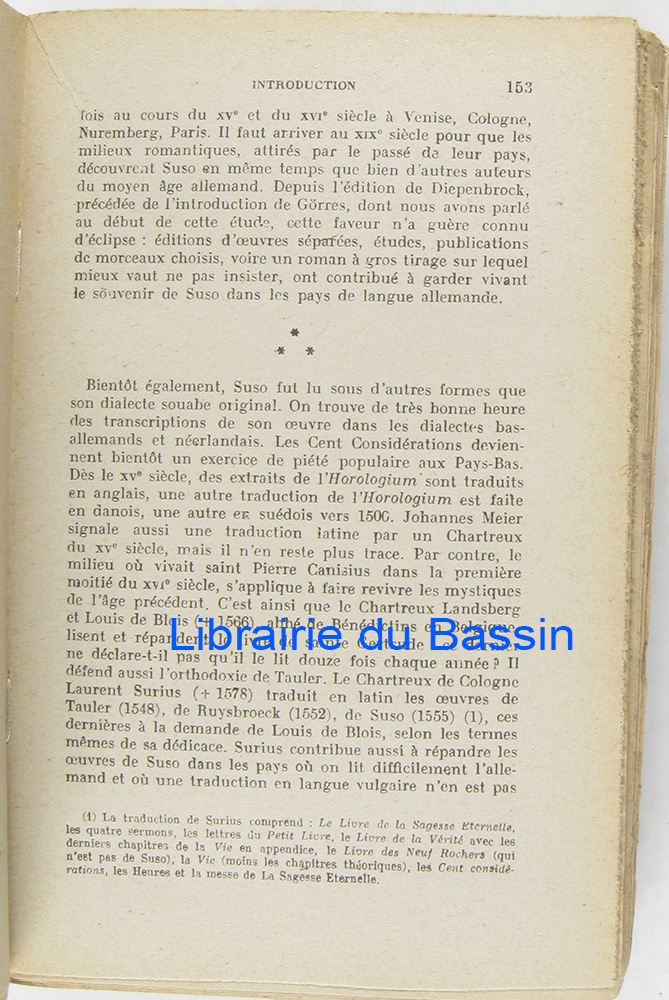 INTRODUCTION 153
fois au cours du XVe et du XVIe siècle à Venise, Cologne,
Nuremberg, Paris. Il faut arriver au XIXe siècle pour que les
milieux romantiques, attirés par le passé de leur pays,
découvrent Suso en même temps que bien d'autres auteurs
du moyen âge allemand. Depuis l'édition de Diepenbrock,
précédée de l'introduction de Görres, dont nous avons parlé
au début de cette étude, cette faveur n'a guère connu
d'éclipse : éditions d'œuvres séparées, études, publications
de morceaux choisis, voire un roman à gros tirage sur lequel
mieux vaut ne pas insister, ont contribué à garder vivant
le souvenir de Suso dans les pays de langue allemande.
*
* *
Bientôt également, Suso fut lu sous d'autres formes que
son dialecte souabe original. On trouve de très bonne heure
des transcriptions de son œuvre dans les dialectes bas-
allemands et néerlandais. Les Cent Considérations devien-
nent bientôt un exercice de piété populaire aux Pays-Bas.
Dès le XVe siècle, des extraits de l'Horologium sont traduits
en anglais, une autre traduction de l'Horologium est faite
en danois, une autre en suédois vers 1500. Johannes Meier
signale aussi une traduction latine par un Chartreux
du XVe siècle, mais il n'en reste plus trace. Par contre, le
milieu où vivait saint Pierre Canisius dans la première
moitié du XVIe siècle, s'applique à faire revivre les mystiques
de l'âge précédent. C'est ainsi que le Chartreux Landsberg
et Louis de Blois († 1566), abbé de Bénédictins en Belgique,
lisent et répandent le livre de sainte Gertrude. Ce dernier
ne déclare-t-il pas qu'il le lit douze fois chaque année ? Il
défend aussi l'orthodoxie de Tauler. Le Chartreux de Cologne
Laurent Surius († 1578) traduit en latin les œuvres de
Tauler (1548), de Ruysbroeck (1552), de Suso (1555) (1), ces
dernières à la demande de Louis de Blois, selon les termes
mêmes de sa dédicace. Surius contribue aussi à répandre les
œuvres de Suso dans les pays où on lit difficilement l'alle-
mand et où une traduction en langue vulgaire n'en est pas
(1) La traduction de Surius comprend : Le Livre de la Sagesse Eternelle,
les quatre sermons, les lettres du Petit Livre, le Livre de la Vérité avec les
derniers chapitres de la Vie en appendice, le Livre des Neuf Rochers (qui
n'est pas de Suso), la Vie (moins les chapitres théoriques), les Cent considé-
rations, les Heures et la messe de La Sagesse Eternelle.
Librairie du Bassin